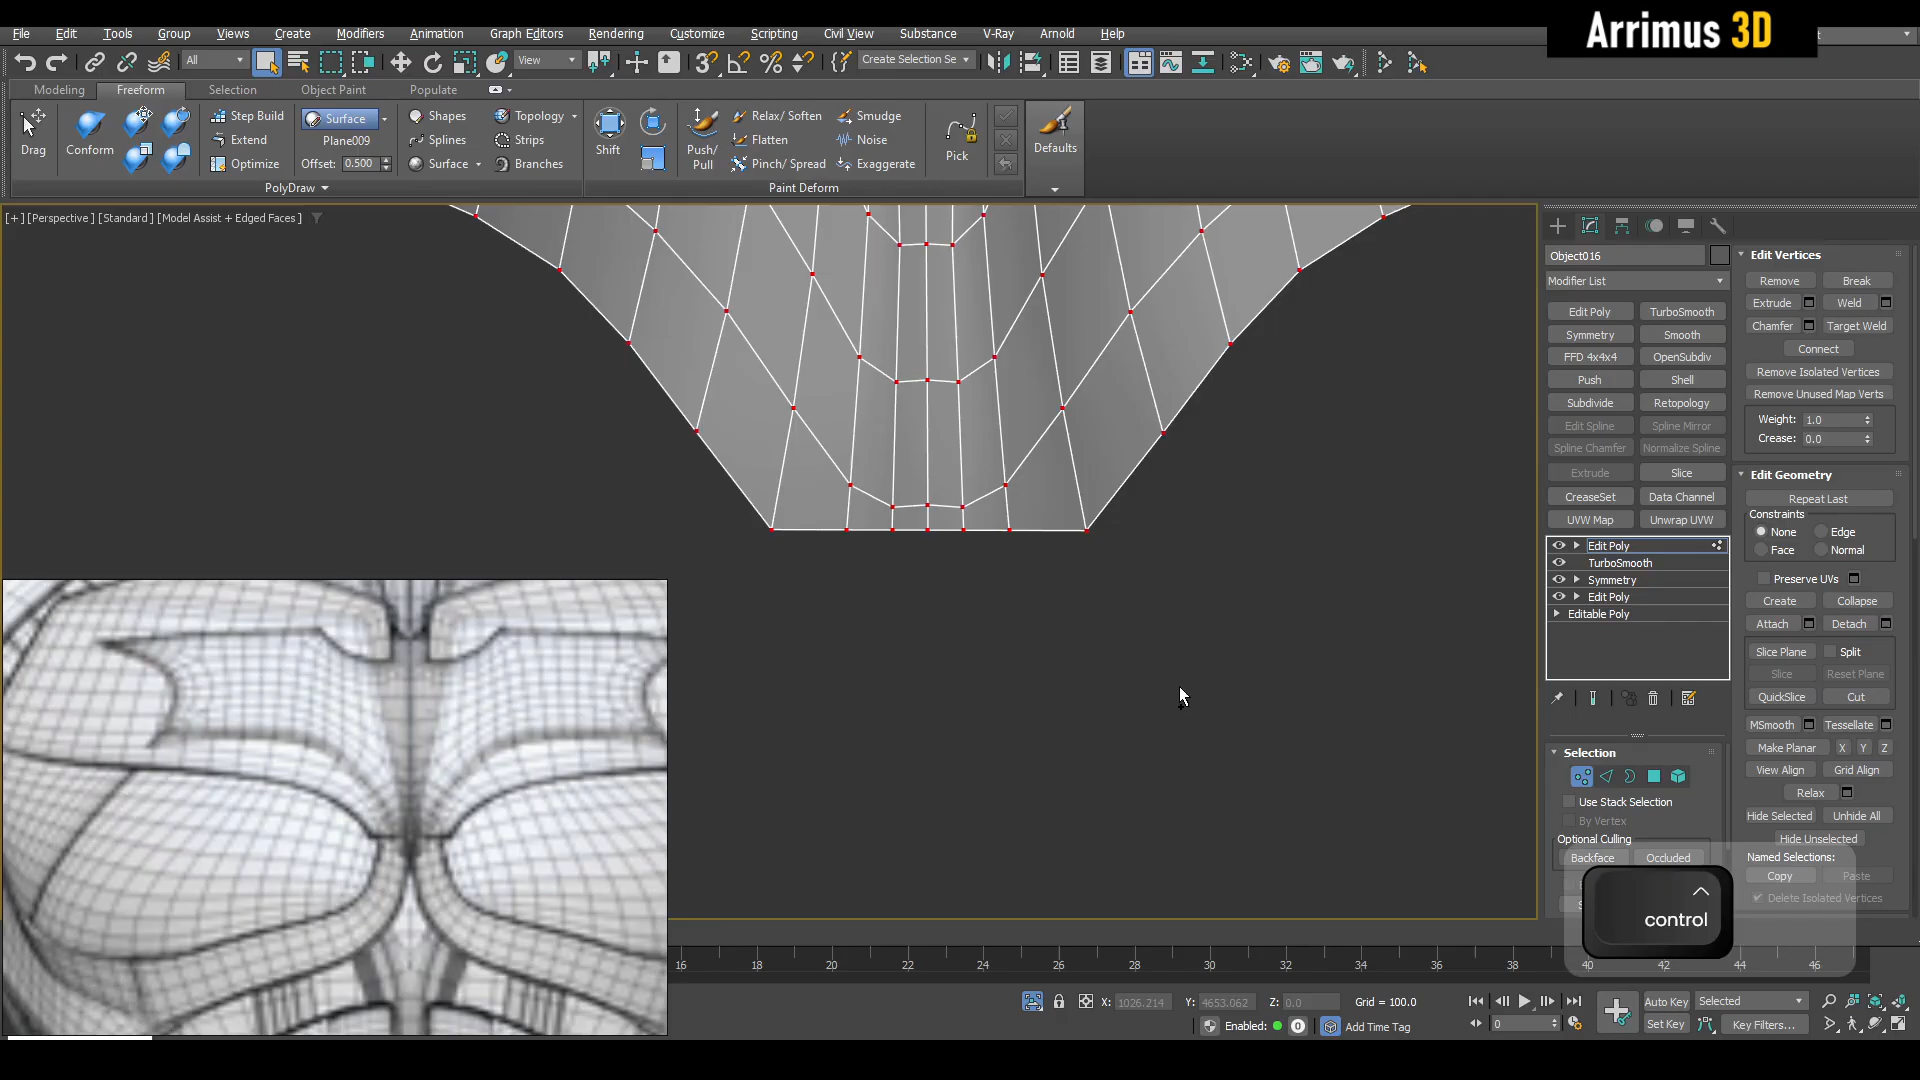 Arrimus 3D
File Edit Tools Group Views Create Modifiers Animation Graph Editors Rendering Customize Scripting Civil View Substance V-Ray Arnold Help
All View Create Selection Se
Modeling Freeform Selection Object Paint Populate
Drag Conform Step Build Surface Shapes Topology Shift Push/ Pull Relax/ Soften Smudge Pick Defaults
Extend Plane009 Splines Strips Flatten Noise
Optimize Offset: 0.500 Surface Branches Pinch/ Spread Exaggerate
PolyDraw Paint Deform
[+] [Perspective ] [Standard ] [Model Assist + Edged Faces ]
Object016
Modifier List
Edit Poly TurboSmooth
Symmetry Smooth
FFD 4x4x4 OpenSubdiv
Push Shell
Subdivide Retopology
Edit Spline Spline Mirror
Spline Chamfer Normalize Spline
Extrude Slice
CreaseSet Data Channel
UVW Map Unwrap UVW
Edit Poly
TurboSmooth
Symmetry
Edit Poly
Editable Poly
Selection
Use Stack Selection
By Vertex
Optional Culling
Backface Occluded
Edit Vertices
Remove Break
Extrude Weld
Chamfer Target Weld
Connect
Remove Isolated Vertices
Remove Unused Map Verts
Weight: 1.0
Crease: 0.0
Edit Geometry
Repeat Last
Constraints
None Edge
Face Normal
Preserve UVs
Create Collapse
Attach Detach
Slice Plane Split
Slice Reset Plane
QuickSlice Cut
MSmooth Tessellate
Make Planar X Y Z
View Align Grid Align
Relax
Hide Selected Unhide All
Hide Unselected
Named Selections:
Copy Paste
Delete Isolated Vertices
control
16 18 20 22 24 26 28 30 32 34 36 38 40 42 44 46
X: 1026.214 Y: 4653.062 Z: 0.0 Grid = 100.0
Enabled: 0 Add Time Tag
Auto Key Selected
0 Set Key Key Filters...